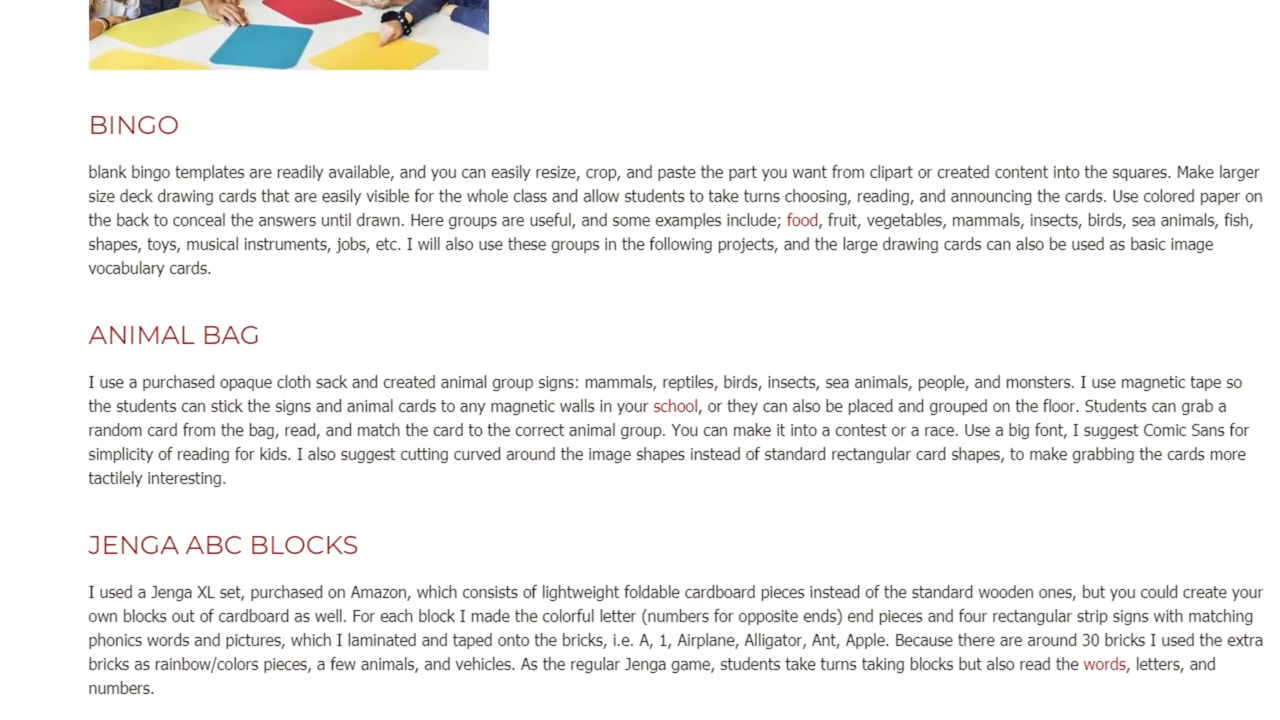 BINGO
blank bingo templates are readily available, and you can easily resize, crop, and paste the part you want from clipart or created content into the squares. Make larger
size deck drawing cards that are easily visible for the whole class and allow students to take turns choosing, reading, and announcing the cards. Use colored paper on
the back to conceal the answers until drawn. Here groups are useful, and some examples include; food, fruit, vegetables, mammals, insects, birds, sea animals, fish,
shapes, toys, musical instruments, jobs, etc. I will also use these groups in the following projects, and the large drawing cards can also be used as basic image
vocabulary cards.
ANIMAL BAG
I use a purchased opaque cloth sack and created animal group signs: mammals, reptiles, birds, insects, sea animals, people, and monsters. I use magnetic tape so
the students can stick the signs and animal cards to any magnetic walls in your school, or they can also be placed and grouped on the floor. Students can grab a
random card from the bag, read, and match the card to the correct animal group. You can make it into a contest or a race. Use a big font, I suggest Comic Sans for
simplicity of reading for kids. I also suggest cutting curved around the image shapes instead of standard rectangular card shapes, to make grabbing the cards more
tactilely interesting.
JENGA ABC BLOCKS
I used a Jenga XL set, purchased on Amazon, which consists of lightweight foldable cardboard pieces instead of the standard wooden ones, but you could create your
own blocks out of cardboard as well. For each block I made the colorful letter (numbers for opposite ends) end pieces and four rectangular strip signs with matching
phonics words and pictures, which I laminated and taped onto the bricks, i.e. A, 1, Airplane, Alligator, Ant, Apple. Because there are around 30 bricks I used the extra
bricks as rainbow/colors pieces, a few animals, and vehicles. As the regular Jenga game, students take turns taking blocks but also read the words, letters, and
numbers.